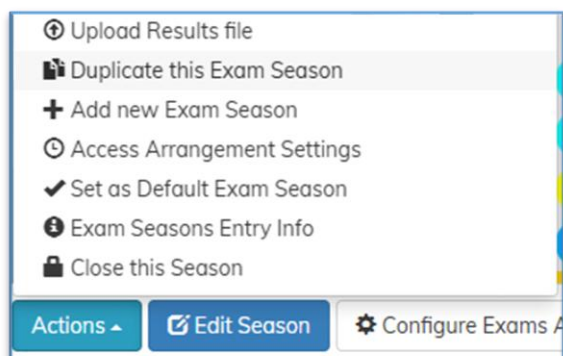 Upload Results file
Duplicate this Exam Season
Add new Exam Season
Access Arrangement Settings
Set as Default Exam Season
Exam Seasons Entry Info
Close this Season
Actions Edit Season Configure Exams